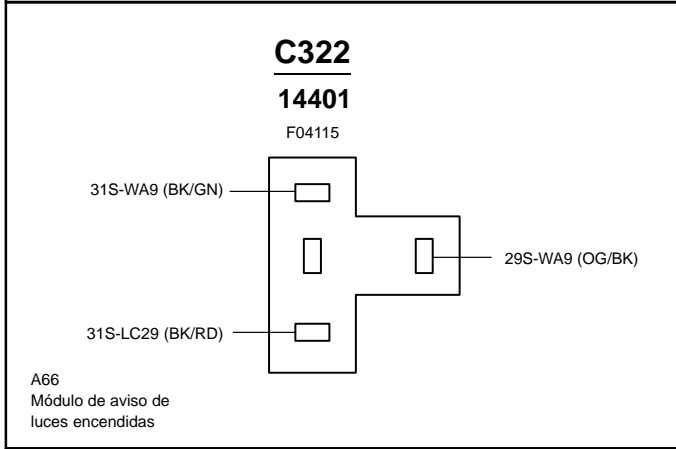 C322
14401
F04115
31S-WA9 (BK/GN)
29S-WA9 (OG/BK)
31S-LC29 (BK/RD)
A66
Módulo de aviso de
luces encendidas